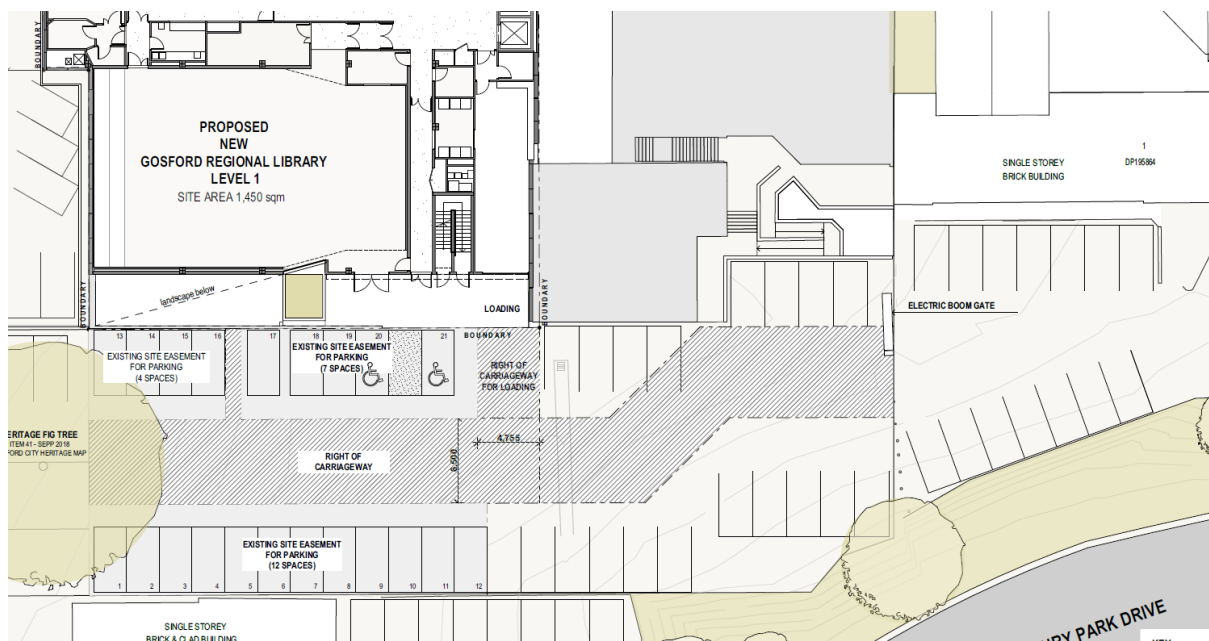 BOUNDARY
PROPOSED
NEW
GOSFORD REGIONAL LIBRARY
LEVEL 1
SITE AREA 1,450 sqm
1
SINGLE STOREY
DP195864
BRICK BUILDING
BOUNDARY
landscape below
LOADING
BOUNDARY
ELECTRIC BOOM GATE
13 14 15 16 17 18 19 20 21
BOUNDARY
EXISTING SITE EASEMENT
FOR PARKING
(4 SPACES)
EXISTING SITE EASEMENT
FOR PARKING
(7 SPACES)
RIGHT OF
CARRIAGEWAY
FOR LOADING
ERITAGE FIG TREE
ITEM 41 - SEPP 2018
FORD CITY HERITAGE MAP
4,755
6,500
RIGHT OF
CARRIAGEWAY
EXISTING SITE EASEMENT
FOR PARKING
(12 SPACES)
1 2 3 4 5 6 7 8 9 10 11 12
SINGLE STOREY
BRICK & CLAD BUILDING
PARK DRIVE